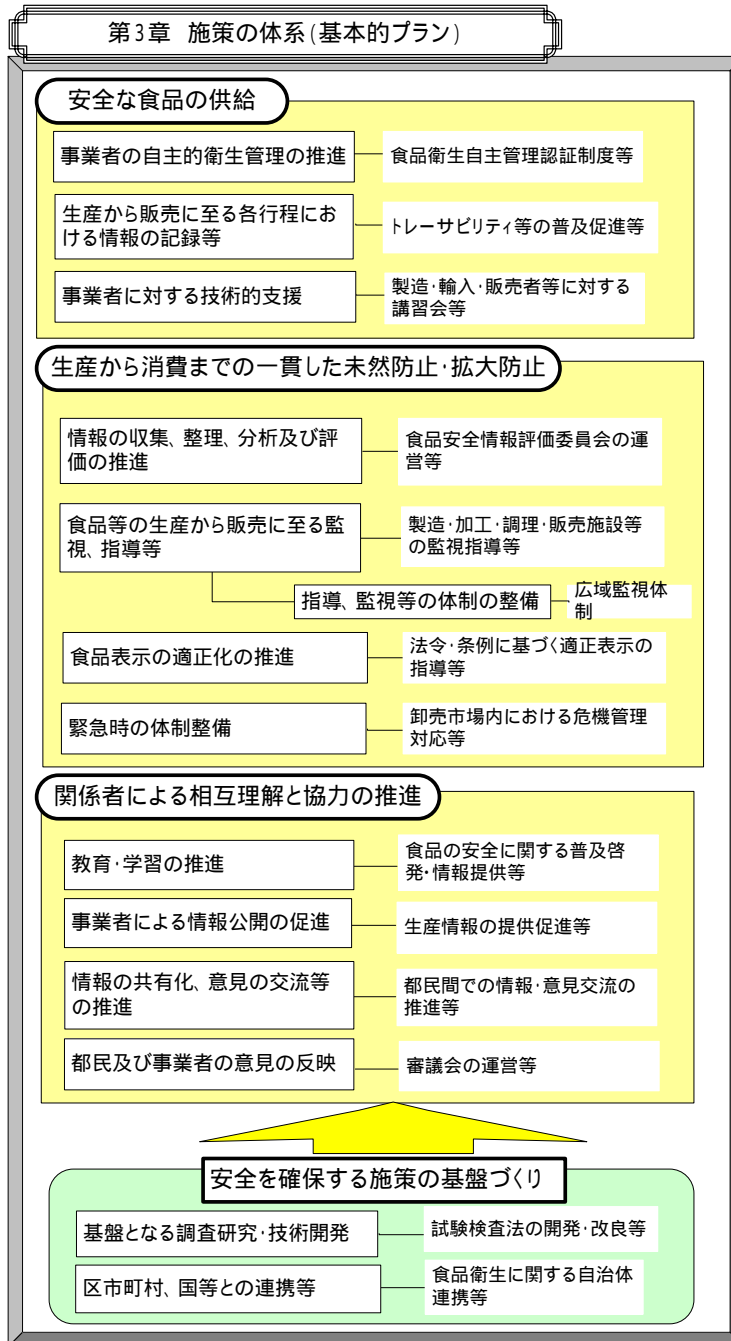 第3章 施策の体系(基本的プラン)
安全な食品の供給
事業者の自主的衛生管理の推進
食品衛生自主管理認証制度等
生産から販売に至る各行程にお
ける情報の記録等
トレーサビリティ等の普及促進等
事業者に対する技術的支援
製造・輸入・販売者等に対する
講習会等
生産から消費までの一貫した未然防止・拡大防止
情報の収集、整理、分析及び評
価の推進
食品安全情報評価委員会の運
営等
食品等の生産から販売に至る監
視、指導等
製造・加工・調理・販売施設等
の監視指導等
指導、監視等の体制の整備
広域監視体
制
食品表示の適正化の推進
法令・条例に基づく適正表示の
指導等
緊急時の体制整備
卸売市場内における危機管理
対応等
関係者による相互理解と協力の推進
教育・学習の推進
食品の安全に関する普及啓
発・情報提供等
事業者による情報公開の促進
生産情報の提供促進等
情報の共有化、意見の交流等
の推進
都民間での情報・意見交流の
推進等
都民及び事業者の意見の反映
審議会の運営等
安全を確保する施策の基盤づくり
基盤となる調査研究・技術開発
試験検査法の開発・改良等
区市町村、国等との連携等
食品衛生に関する自治体
連携等